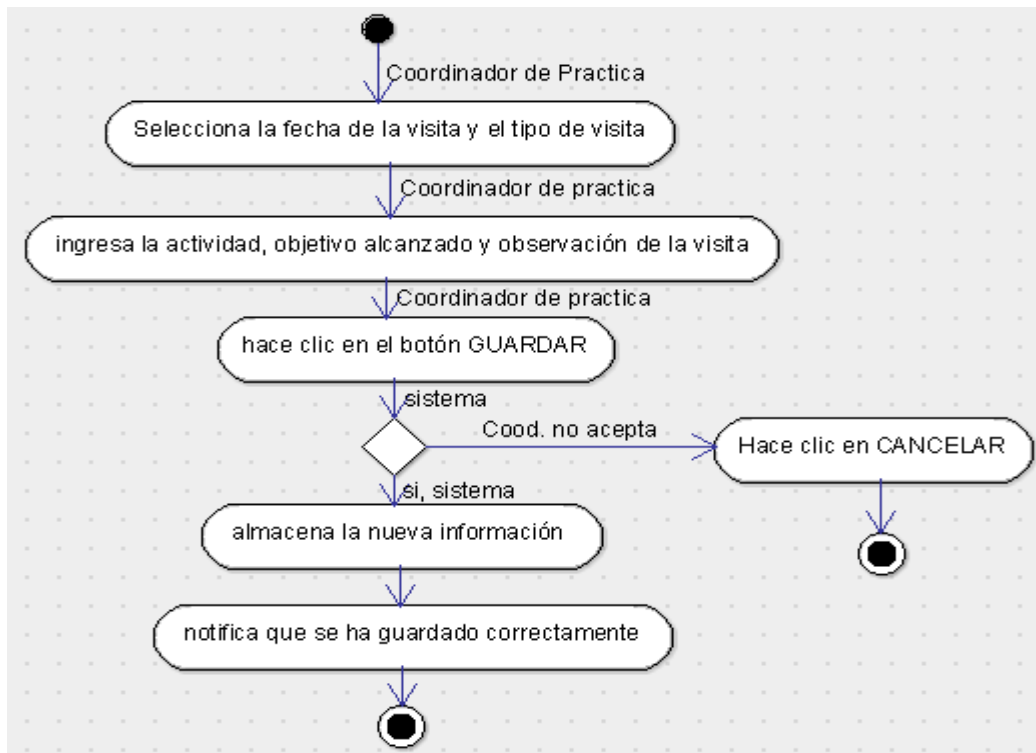 Coordinador de Practica
Selecciona la fecha de la visita y el tipo de visita
Coordinador de practica
ingresa la actividad, objetivo alcanzado y observación de la visita
Coordinador de practica
hace clic en el botón GUARDAR
sistema
Cood. no acepta
Hace clic en CANCELAR
si, sistema
almacena la nueva información
notifica que se ha guardado correctamente